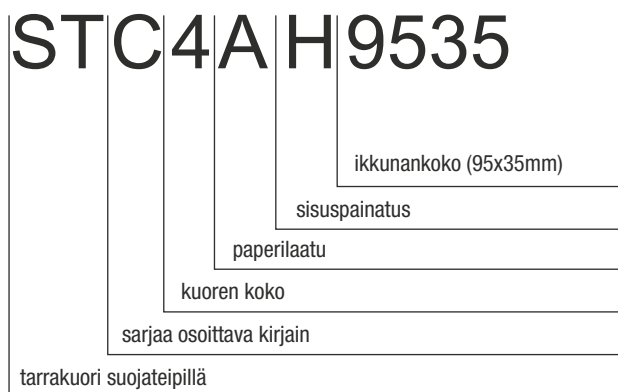 STC4AH9535
ikkunankoko (95x35mm)
sisuspainatus
paperilaatu
kuoren koko
sarjaa osoittava kirjain
tarrakuori suojateipillä